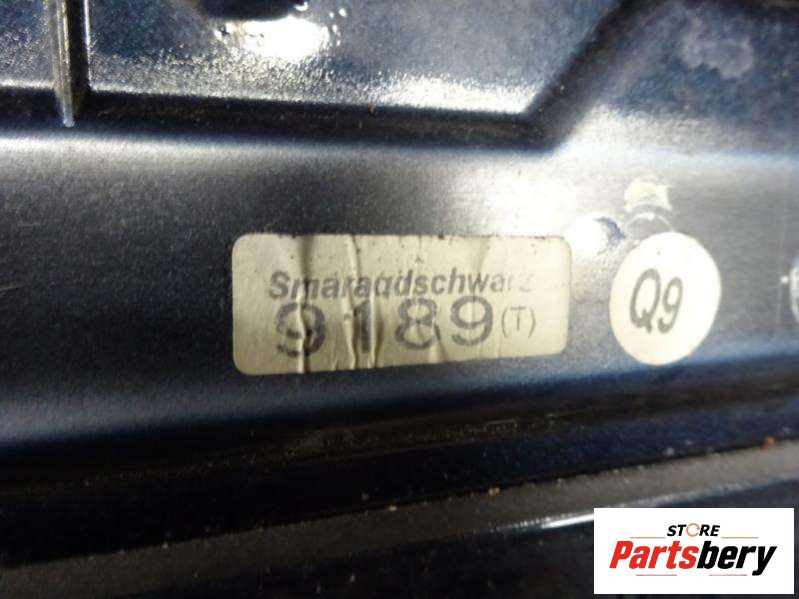 Smaragdschwarz
9189 (T)
Q9
STORE
Partsbery